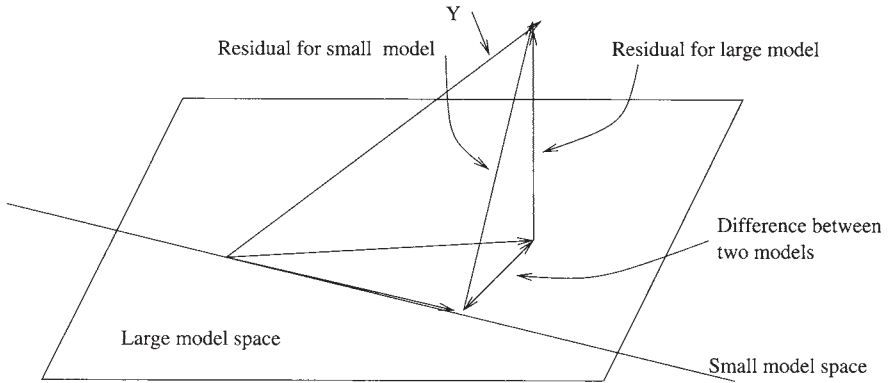 Y
Residual for small model
Residual for large model
Difference between
two models
Large model space
Small model space